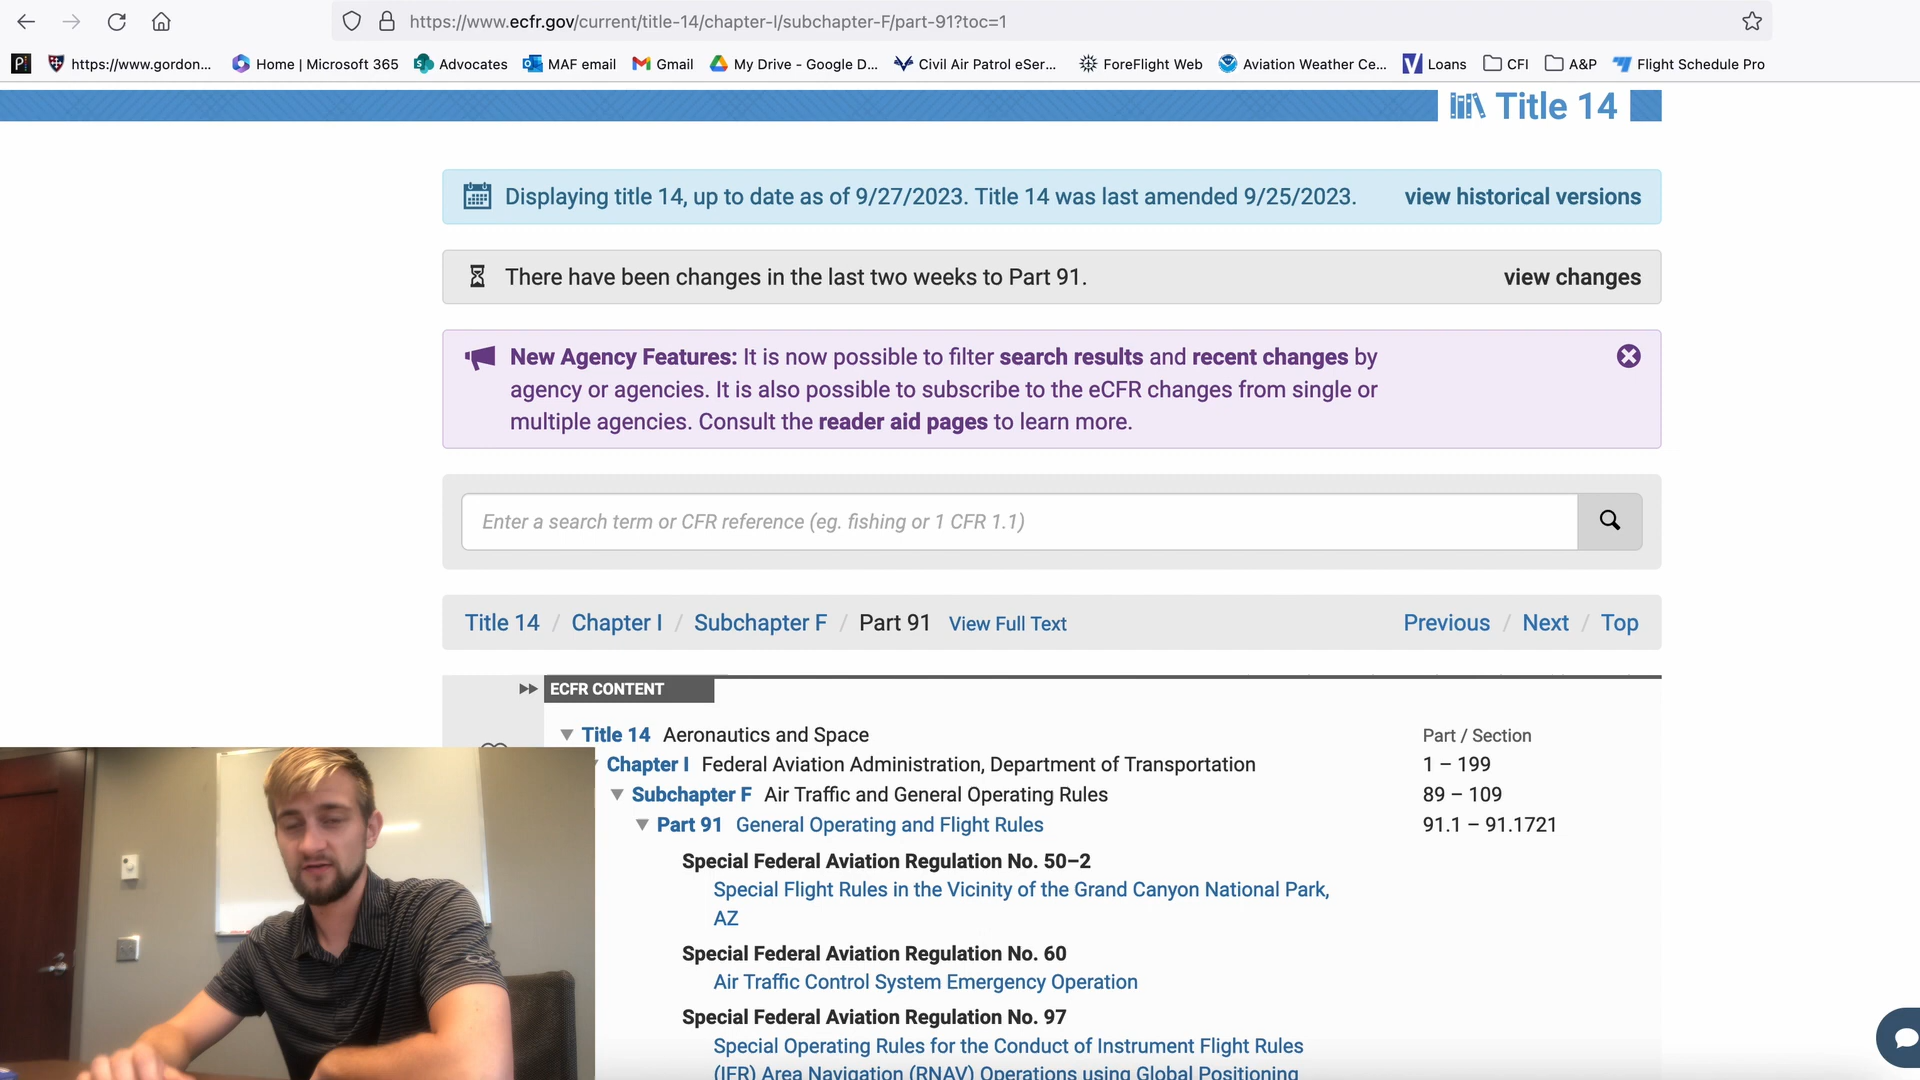 https://www.ecfr.gov/current/title-14/chapter-I/subchapter-F/part-91?toc=1
https://www.gordon... Home | Microsoft 365 Advocates MAF email Gmail My Drive - Google D... Civil Air Patrol eSer... ForeFlight Web Aviation Weather Ce... Loans CFI A&P Flight Schedule Pro
Title 14
Displaying title 14, up to date as of 9/27/2023. Title 14 was last amended 9/25/2023. view historical versions
There have been changes in the last two weeks to Part 91. view changes
New Agency Features: It is now possible to filter search results and recent changes by
agency or agencies. It is also possible to subscribe to the eCFR changes from single or
multiple agencies. Consult the reader aid pages to learn more.
Enter a search term or CFR reference (eg. fishing or 1 CFR 1.1)
Title 14 / Chapter I / Subchapter F / Part 91 View Full Text Previous / Next / Top
ECFR CONTENT
Title 14 Aeronautics and Space Part / Section
Chapter I Federal Aviation Administration, Department of Transportation 1 – 199
Subchapter F Air Traffic and General Operating Rules 89 – 109
Part 91 General Operating and Flight Rules 91.1 – 91.1721
Special Federal Aviation Regulation No. 50–2
Special Flight Rules in the Vicinity of the Grand Canyon National Park,
AZ
Special Federal Aviation Regulation No. 60
Air Traffic Control System Emergency Operation
Special Federal Aviation Regulation No. 97
Special Operating Rules for the Conduct of Instrument Flight Rules
(IFR) Area Navigation (RNAV) Operations using Global Positioning